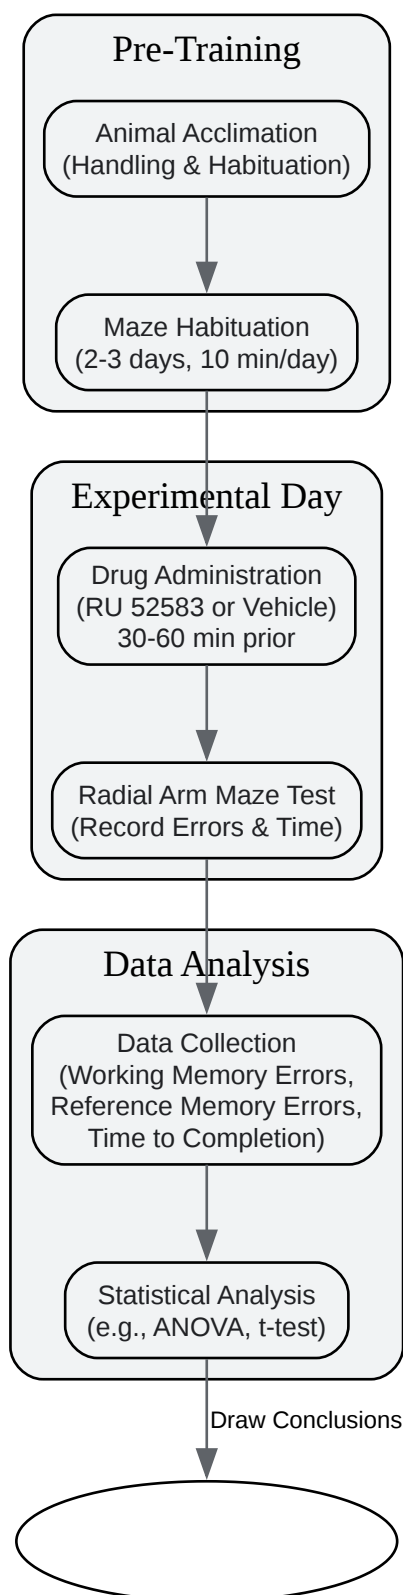 Pre-Training
Animal Acclimation
(Handling & Habituation)
Maze Habituation
(2-3 days, 10 min/day)
Experimental Day
Drug Administration
(RU 52583 or Vehicle)
30-60 min prior
Radial Arm Maze Test
(Record Errors & Time)
Data Analysis
Data Collection
(Working Memory Errors,
Reference Memory Errors,
Time to Completion)
Statistical Analysis
(e.g., ANOVA, t-test)
Draw Conclusions